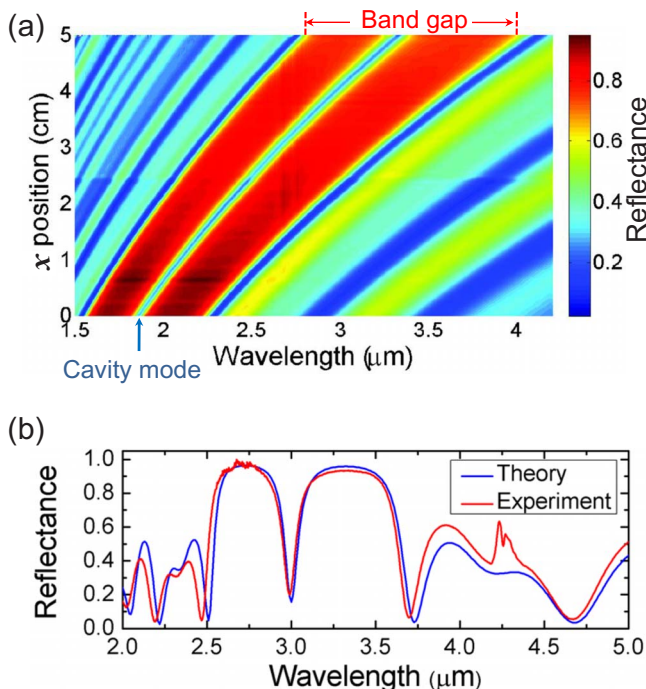 (a)
Band gap
5
4
3
2
1
0
x position (cm)
1.5 2 2.5 3 3.5 4
Wavelength (μm)
Cavity mode
0.8
0.6
0.4
0.2
Reflectance
(b)
1.0
0.8
0.6
0.4
0.2
0.0
Reflectance
Theory
Experiment
2.0 2.5 3.0 3.5 4.0 4.5 5.0
Wavelength (μm)